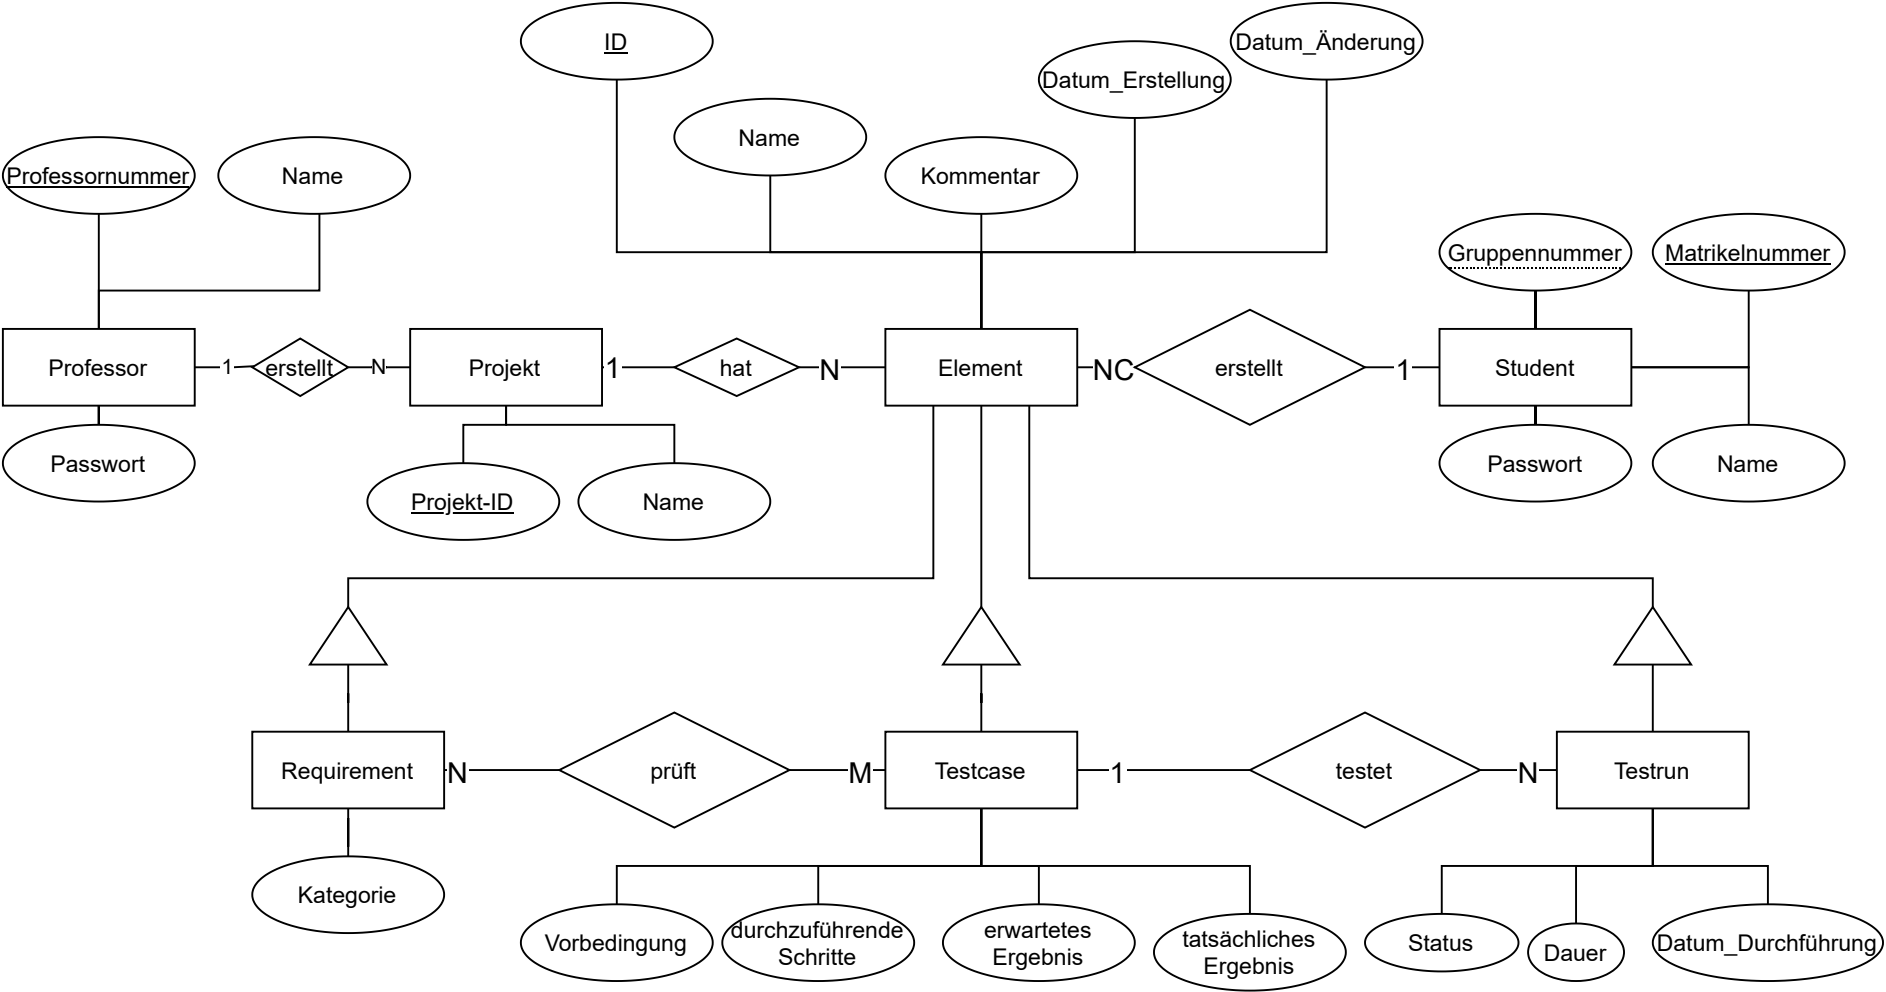 ID
Datum_Änderung
Datum_Erstellung
Name
Kommentar
Professornummer
Name
Gruppennummer
Matrikelnummer
Professor
1
erstellt
N
Projekt
1
hat
N
Element
NC
erstellt
1
Student
Passwort
Projekt-ID
Name
Passwort
Name
Requirement
N
prüft
M
Testcase
1
testet
N
Testrun
Kategorie
Vorbedingung
durchzuführende
Schritte
erwartetes
Ergebnis
tatsächliches
Ergebnis
Status
Dauer
Datum_Durchführung